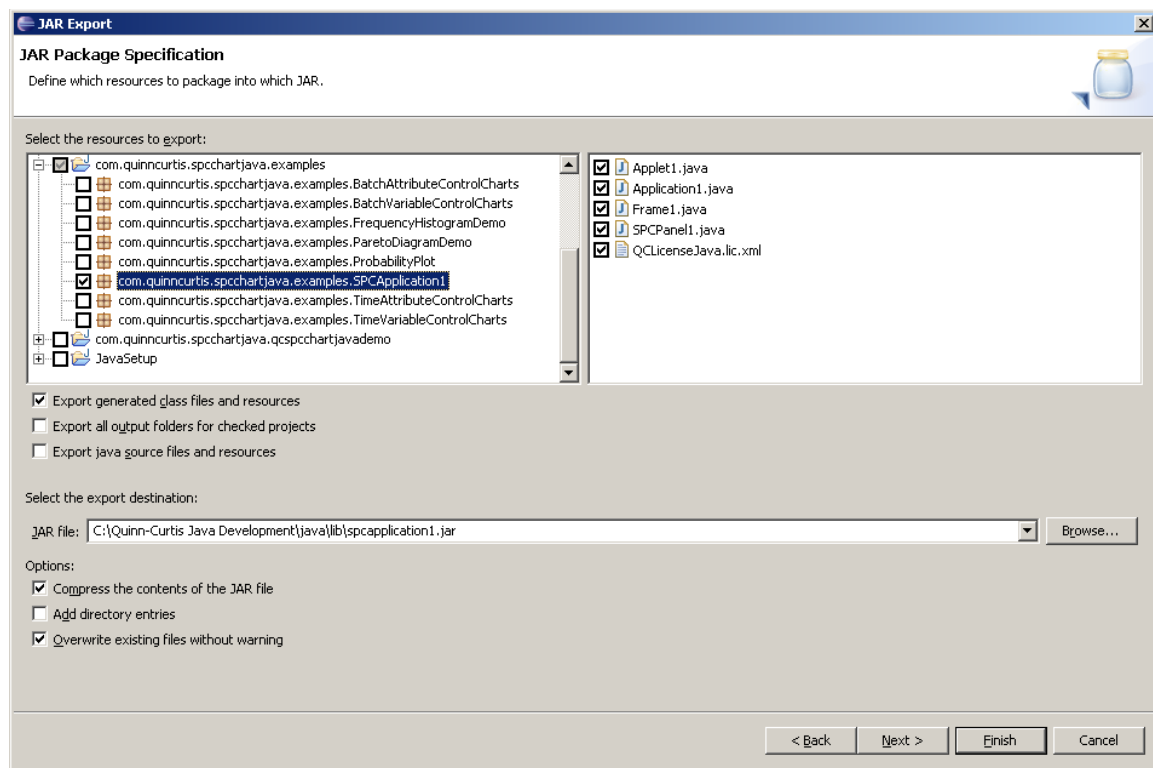 JAR Export
JAR Package Specification
Define which resources to package into which JAR.
Select the resources to export:
com.quinncurtis.spcchartjava.examples
com.quinncurtis.spcchartjava.examples.BatchAttributeControlCharts
com.quinncurtis.spcchartjava.examples.BatchVariableControlCharts
com.quinncurtis.spcchartjava.examples.FrequencyHistogramDemo
com.quinncurtis.spcchartjava.examples.ParetoDiagramDemo
com.quinncurtis.spcchartjava.examples.ProbabilityPlot
com.quinncurtis.spcchartjava.examples.SPCApplication1
com.quinncurtis.spcchartjava.examples.TimeAttributeControlCharts
com.quinncurtis.spcchartjava.examples.TimeVariableControlCharts
com.quinncurtis.spcchartjava.qcspcchartjavademo
JavaSetup
Applet1.java
Application1.java
Frame1.java
SPCPanel1.java
QCLicenseJava.lic.xml
Export generated class files and resources
Export all output folders for checked projects
Export java source files and resources
Select the export destination:
JAR file: C:\Quinn-Curtis Java Development\java\lib\spcapplication1.jar Browse...
Options:
Compress the contents of the JAR file
Add directory entries
Overwrite existing files without warning
< Back Next > Finish Cancel